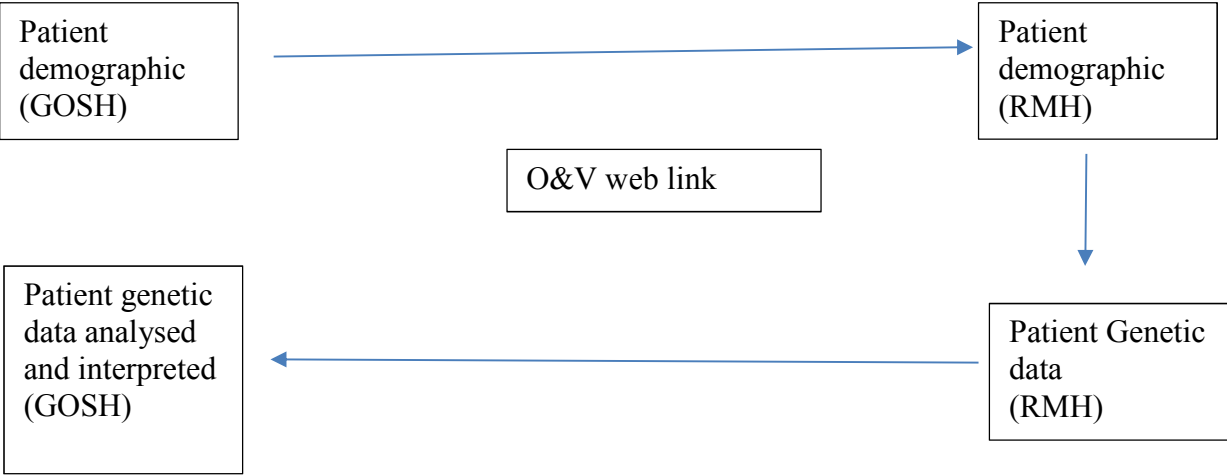 Patient
demographic
(GOSH)
Patient
demographic
(RMH)
O&V web link
Patient genetic
data analysed
and interpreted
(GOSH)
Patient Genetic
data
(RMH)